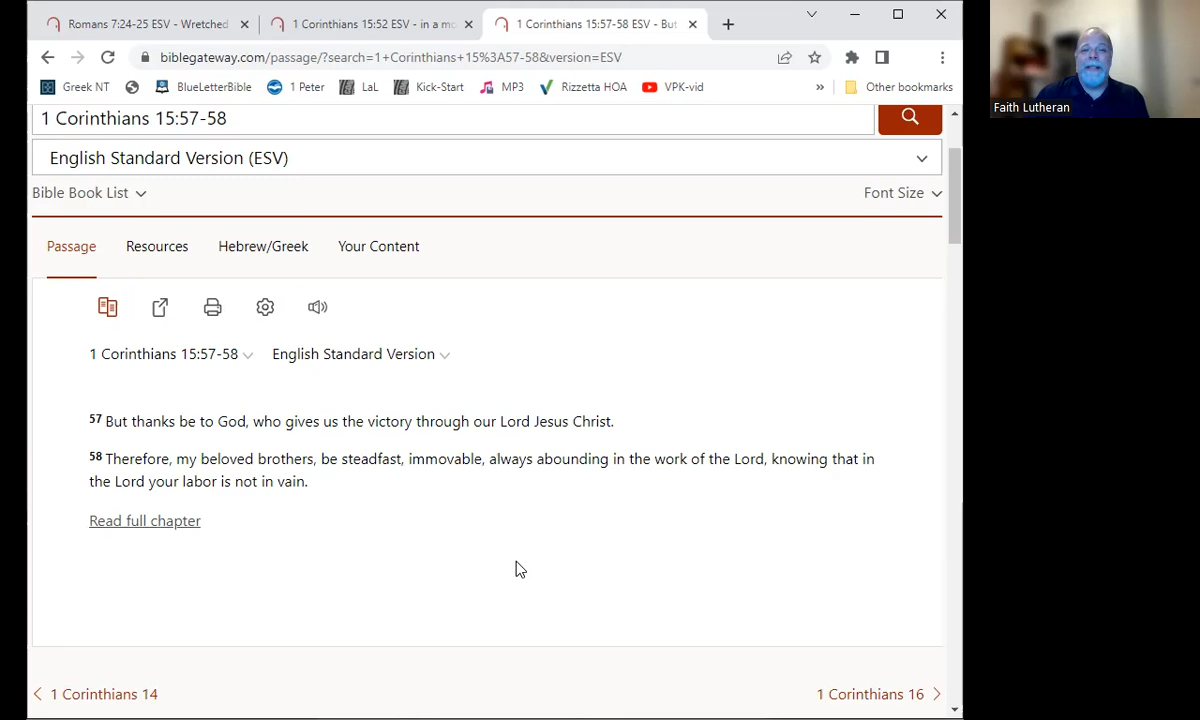 Romans 7:24-25 ESV - Wretched
1 Corinthians 15:52 ESV - in a mo
1 Corinthians 15:57-58 ESV - But
biblegateway.com/passage/?search=1+Corinthians+15%3A57-58&version=ESV
Greek NT
BlueLetterBible
1 Peter
LaL
Kick-Start
MP3
Rizzetta HOA
VPK-vid
»
Other bookmarks
Faith Lutheran
1 Corinthians 15:57-58
English Standard Version (ESV)
Bible Book List
Font Size
Passage
Resources
Hebrew/Greek
Your Content
1 Corinthians 15:57-58
English Standard Version
57 But thanks be to God, who gives us the victory through our Lord Jesus Christ.
58 Therefore, my beloved brothers, be steadfast, immovable, always abounding in the work of the Lord, knowing that in
the Lord your labor is not in vain.
Read full chapter
1 Corinthians 14
1 Corinthians 16